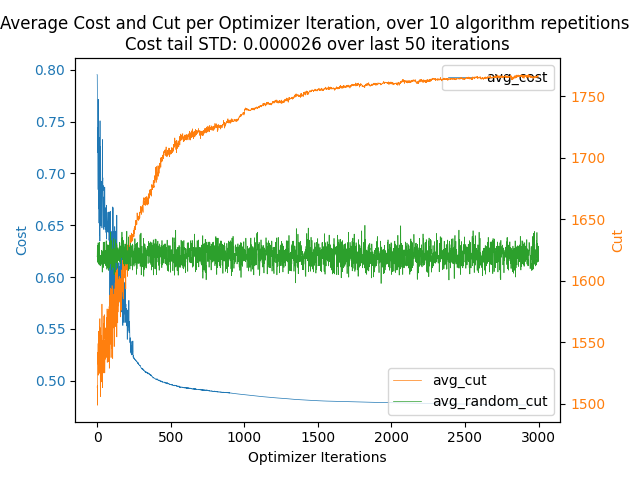 Average Cost and Cut per Optimizer Iteration, over 10 algorithm repetitions
Cost tail STD: 0.000026 over last 50 iterations
0.80
0.75
0.70
0.65
0.60
0.55
0.50
Cost
avg_cost
1750
1700
1650
1600
1550
1500
Cut
avg_cut
avg_random_cut
0
500
1000
1500
2000
2500
3000
Optimizer Iterations